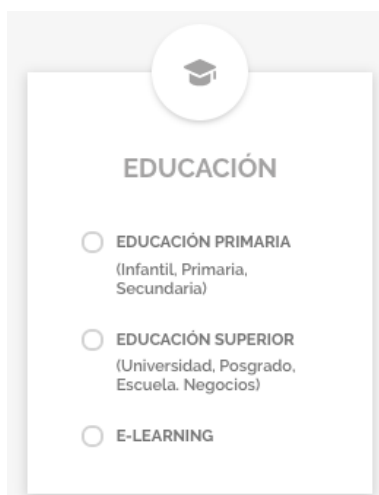 EDUCACIÓN
EDUCACIÓN PRIMARIA
(Infantil, Primaria,
Secundaria)
EDUCACIÓN SUPERIOR
(Universidad, Posgrado,
Escuela. Negocios)
E-LEARNING